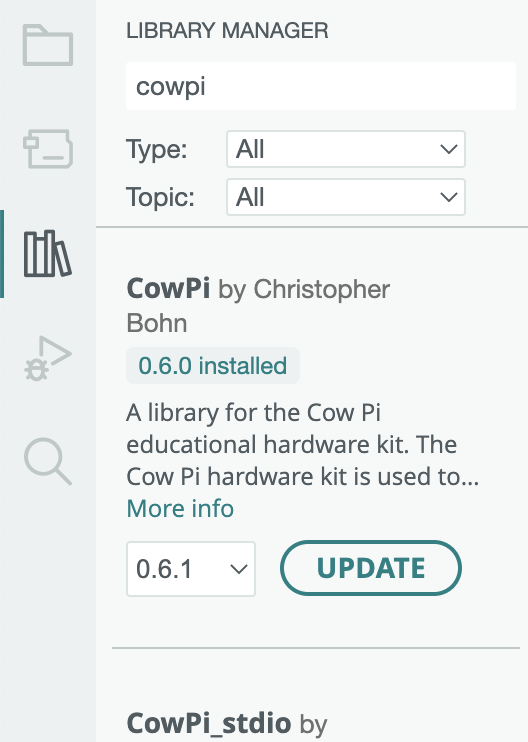 LIBRARY MANAGER
cowpi
Type: All
Topic: All
CowPi by Christopher
Bohn
0.6.0 installed
A library for the Cow Pi
educational hardware kit. The
Cow Pi hardware kit is used to...
More info
0.6.1 UPDATE
CowPi_stdio by